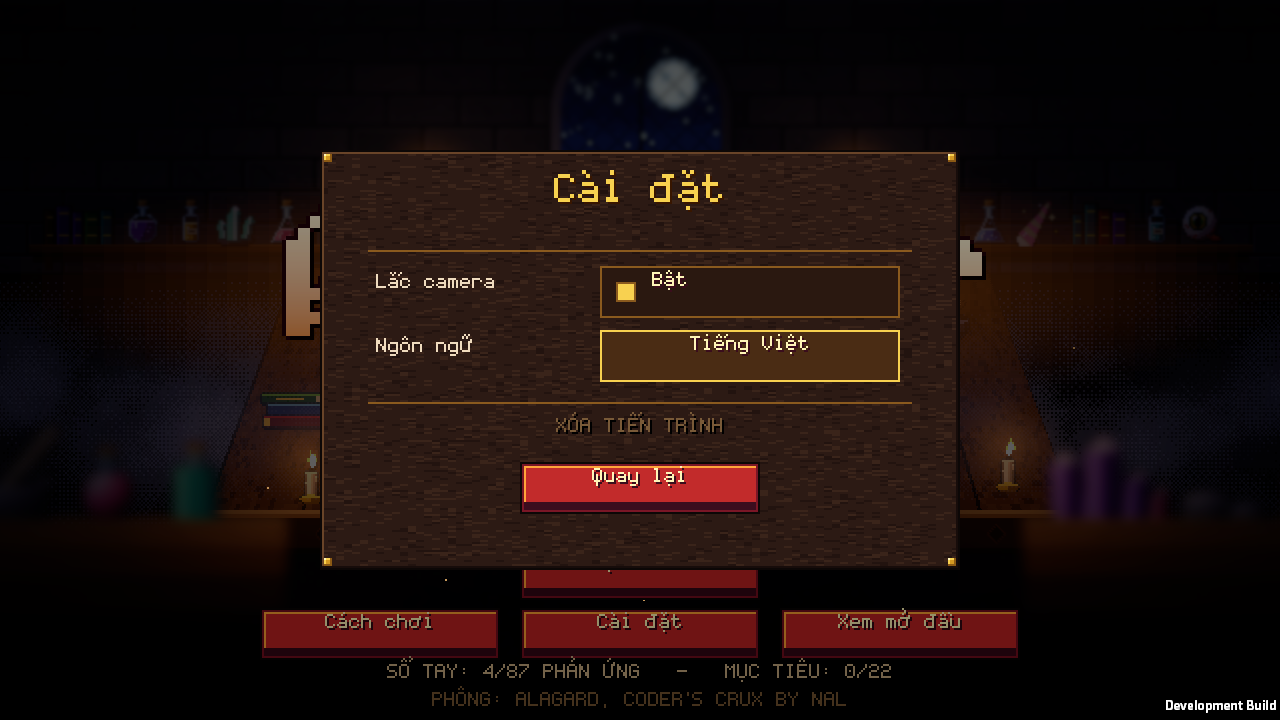 Cài đặt
Lắc camera
Bật
Ngôn ngữ
Tiếng Việt
XÓA TIẾN TRÌNH
Quay lại
Cách chơi
Cài đặt
Xem mở đầu
SỔ TAY: 4/87 PHẢN ỨNG — MỤC TIÊU: 0/22
PHÔNG: ALAGARD, CODER'S CRUX BY NAL
Development Build